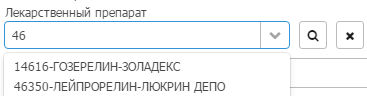 Лекарственный препарат
46
14616-ГОЗЕРЕЛИН-ЗОЛАДЕКС
46350-ЛЕЙПРОРЕЛИН-ЛЮКРИН ДЕПО